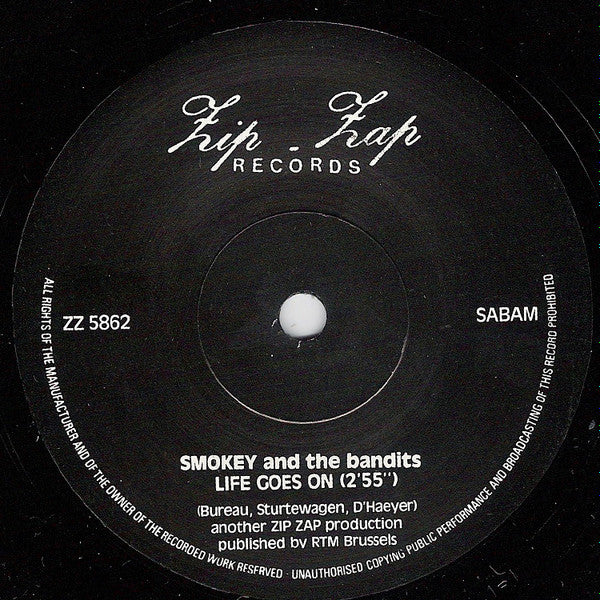 Zip - Zap
RECORDS
ZZ 5862
SABAM
SMOKEY and the bandits
LIFE GOES ON (2'55'')
(Bureau, Sturtewagen, D'Haeyer)
another ZIP ZAP production
published by RTM Brussels
ALL RIGHTS OF THE MANUFACTURER AND OF THE OWNER OF THE RECORDED WORK RESERVED · UNAUTHORISED COPYING PUBLIC PERFORMANCE AND BROADCASTING OF THIS RECORD PROHIBITED